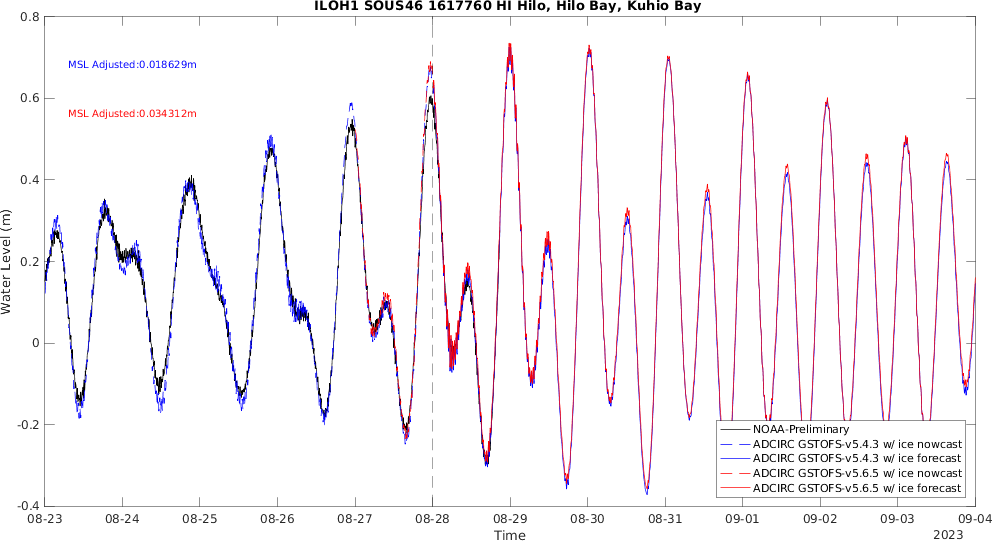 ILOH1 SOUS46 1617760 HI Hilo, Hilo Bay, Kuhio Bay
0.8
MSL Adjusted:0.018629m
0.6
MSL Adjusted:0.034312m
0.4
Water Level (m)
0.2
0
-0.2
NOAA-Preliminary
ADCIRC GSTOFS-v5.4.3 w/ ice nowcast
ADCIRC GSTOFS-v5.4.3 w/ ice forecast
ADCIRC GSTOFS-v5.6.5 w/ ice nowcast
ADCIRC GSTOFS-v5.6.5 w/ ice forecast
-0.4
08-23 08-24 08-25 08-26 08-27 08-28 08-29 08-30 08-31 09-01 09-02 09-03 09-04
Time
2023